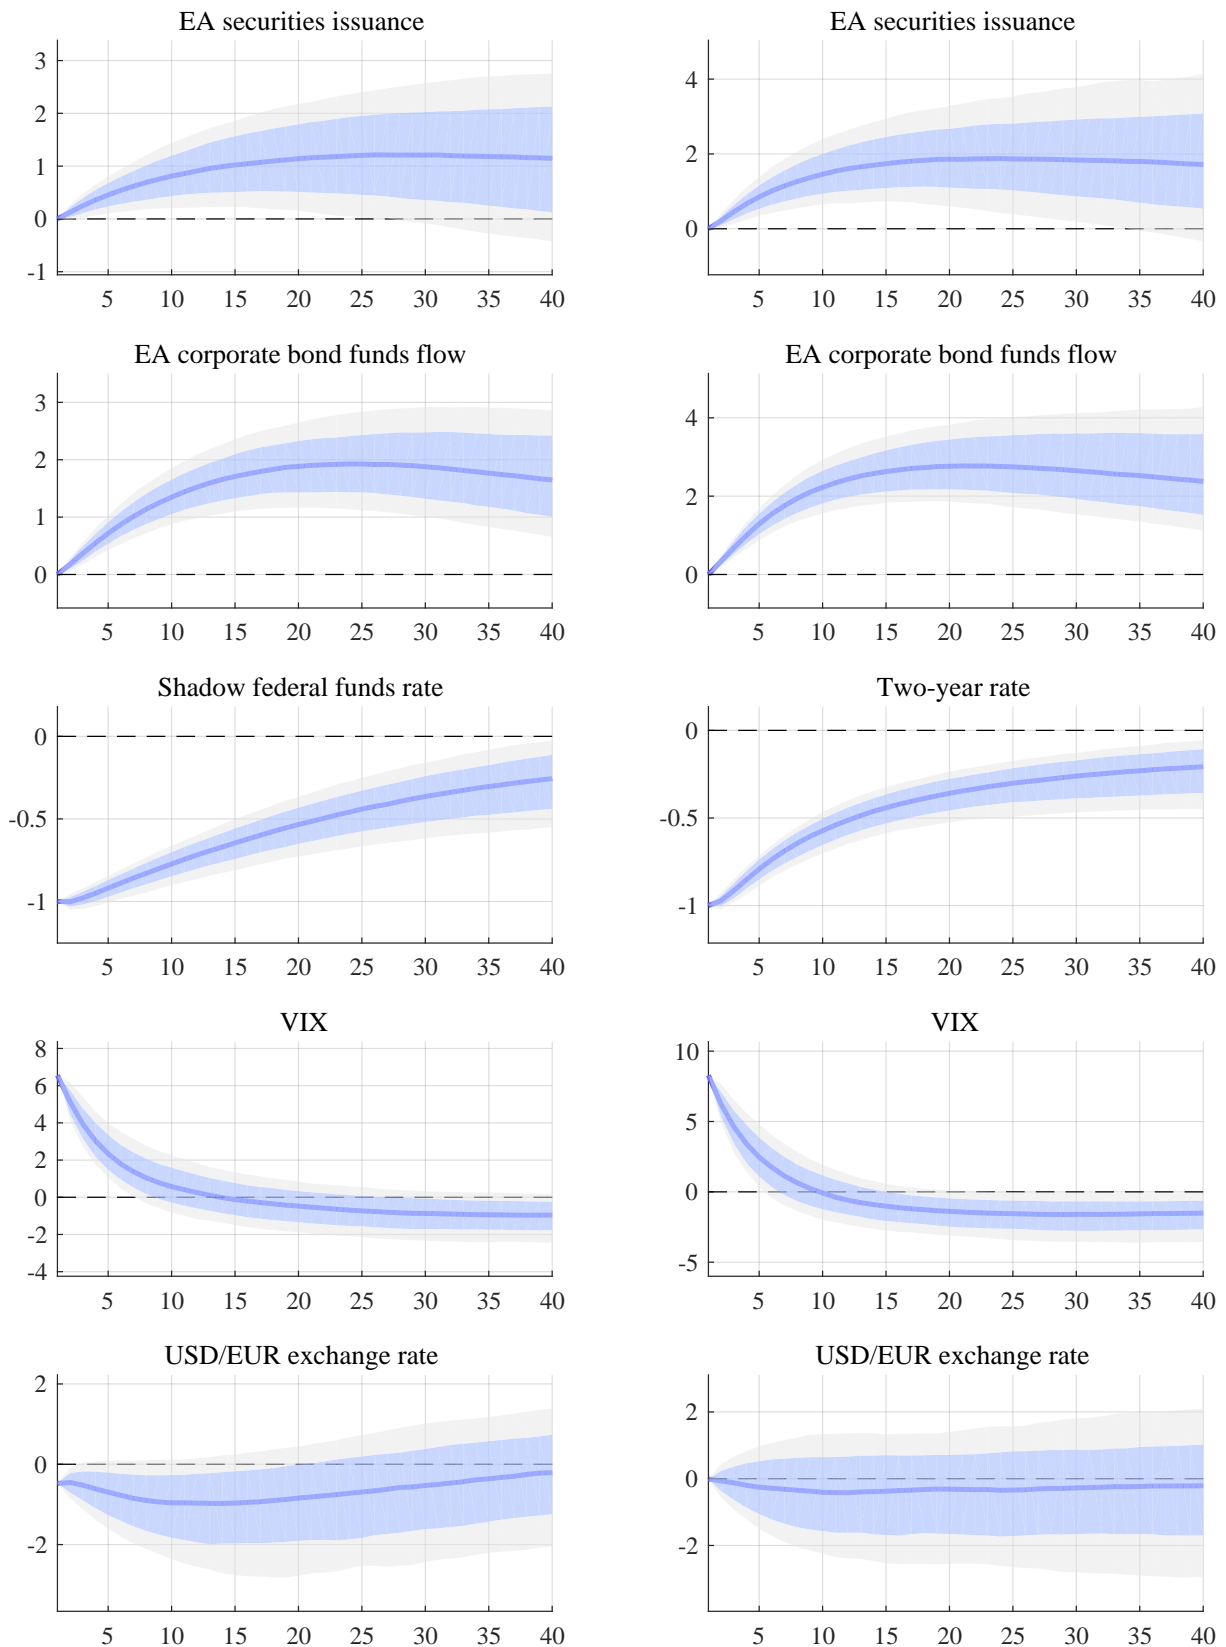 EA securities issuance
EA securities issuance
3
2
1
0
-1
5 10 15 20 25 30 35 40
4
2
0
5 10 15 20 25 30 35 40
EA corporate bond funds flow
EA corporate bond funds flow
3
2
1
0
5 10 15 20 25 30 35 40
4
2
0
5 10 15 20 25 30 35 40
Shadow federal funds rate
Two-year rate
0
-0.5
-1
5 10 15 20 25 30 35 40
0
-0.5
-1
5 10 15 20 25 30 35 40
VIX
VIX
8
6
4
2
0
-2
-4
5 10 15 20 25 30 35 40
10
5
0
-5
5 10 15 20 25 30 35 40
USD/EUR exchange rate
USD/EUR exchange rate
2
0
-2
5 10 15 20 25 30 35 40
2
0
-2
5 10 15 20 25 30 35 40